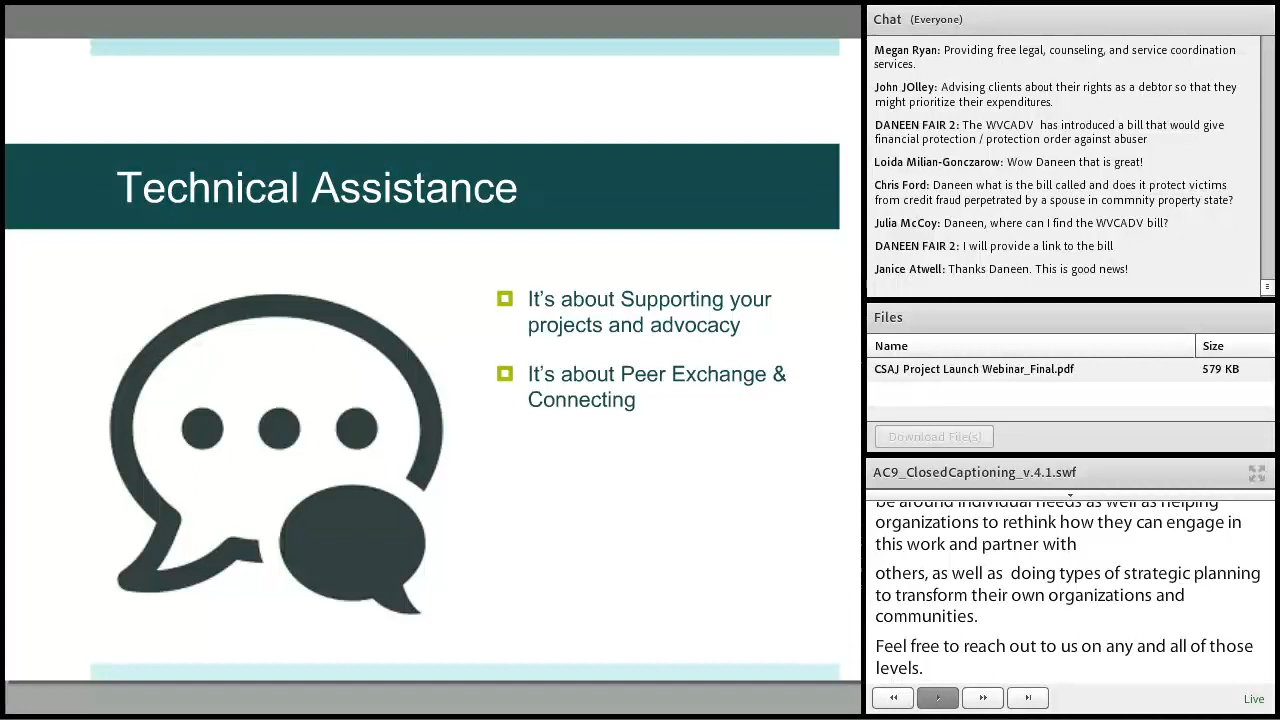 Technical Assistance
It’s about Supporting your
projects and advocacy
It’s about Peer Exchange &
Connecting
Chat (Everyone)
Megan Ryan: Providing free legal, counseling, and service coordination
services.
John JOlley: Advising clients about their rights as a debtor so that they
might prioritize their expenditures.
DANEEN FAIR 2: The WVCADV has introduced a bill that would give
financial protection / protection order against abuser
Loida Milian-Gonczarow: Wow Daneen that is great!
Chris Ford: Daneen what is the bill called and does it protect victims
from credit fraud perpetrated by a spouse in commnity property state?
Julia McCoy: Daneen, where can I find the WVCADV bill?
DANEEN FAIR 2: I will provide a link to the bill
Janice Atwell: Thanks Daneen. This is good news!
Files
Name Size
CSAJ Project Launch Webinar_Final.pdf 579 KB
Download File(s)
AC9_ClosedCaptioning_v.4.1.swf
be around individual needs as well as helping
organizations to rethink how they can engage in
this work and partner with
others, as well as doing types of strategic planning
to transform their own organizations and
communities.
Feel free to reach out to us on any and all of those
levels.
Live